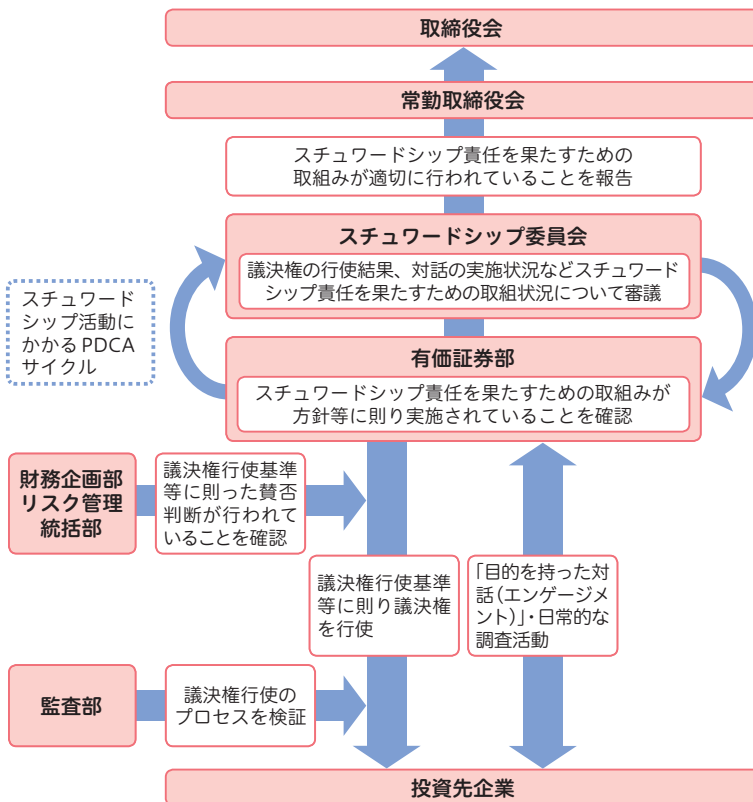 取締役会
常勤取締役会
スチュワードシップ責任を果たすための
取組みが適切に行われていることを報告
スチュワードシップ委員会
議決権の行使結果、対話の実施状況などスチュワード
シップ責任を果たすための取組状況について審議
スチュワード
シップ活動に
かかるPDCA
サイクル
有価証券部
スチュワードシップ責任を果たすための取組みが
方針等に則り実施されていることを確認
財務企画部
リスク管理
統括部
議決権行使基準
等に則った賛否
判断が行われて
いることを確認
議決権行使基準
等に則り議決権
を行使
「目的を持った対
話(エンゲージメ
ント)」・日常的な
調査活動
監査部
議決権行使の
プロセスを検証
投資先企業